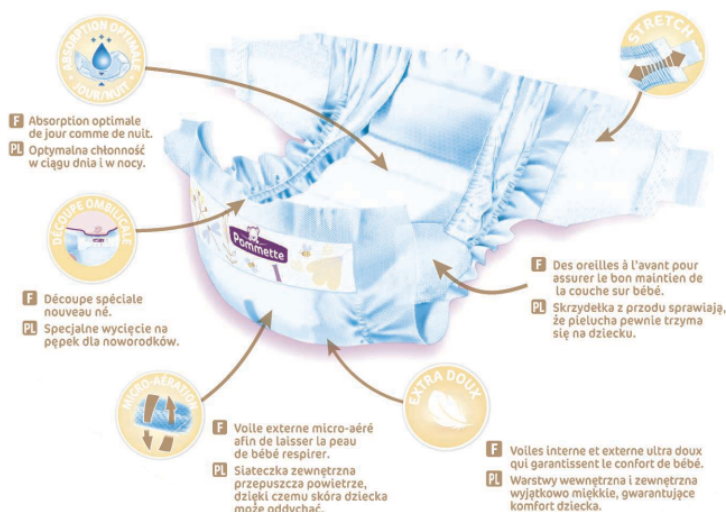 ABSORPTION OPTIMALE
JOUR/NUIT
F Absorption optimale
de jour comme de nuit.
PL Optymalna chłonność
w ciągu dnia i w nocy.
STRETCH
DÉCOUPE OMBILICALE
F Découpe spéciale
nouveau né.
PL Specjalne wycięcie na
pępek dla noworodków.
Pommette
F Des oreilles à l'avant pour
assurer le bon maintien de
la couche sur bébé.
PL Skrzydełka z przodu sprawiają,
że pielucha pewnie trzyma
się na dziecku.
MICRO-AÉRATION
F Voile externe micro-aéré
afin de laisser la peau
de bébé respirer.
PL Siateczka zewnętrzna
przepuszcza powietrze,
dzięki czemu skóra dziecka
może oddychać.
EXTRA DOUX
F Voiles interne et externe ultra doux
qui garantissent le confort de bébé.
PL Warstwy wewnętrzna i zewnętrzna
wyjątkowo miękkie, gwarantujące
komfort dziecka.